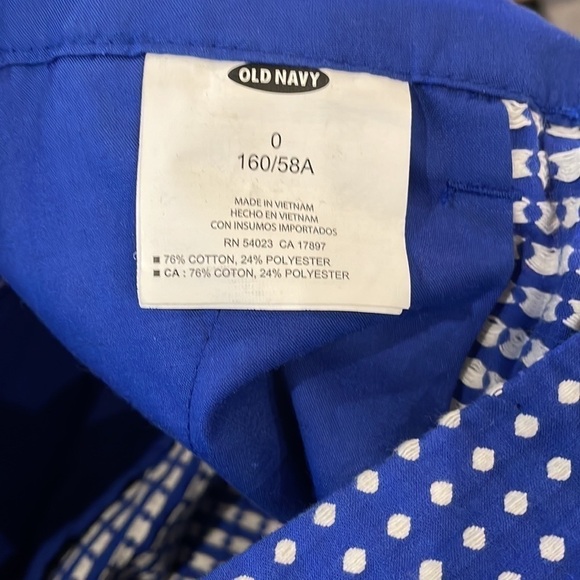 OLD NAVY
0
160/58A
MADE IN VIETNAM
HECHO EN VIETNAM
CON INSUMOS IMPORTADOS
RN 54023 CA 17897
■ 76% COTTON, 24% POLYESTER
■ CA : 76% COTON, 24% POLYESTER